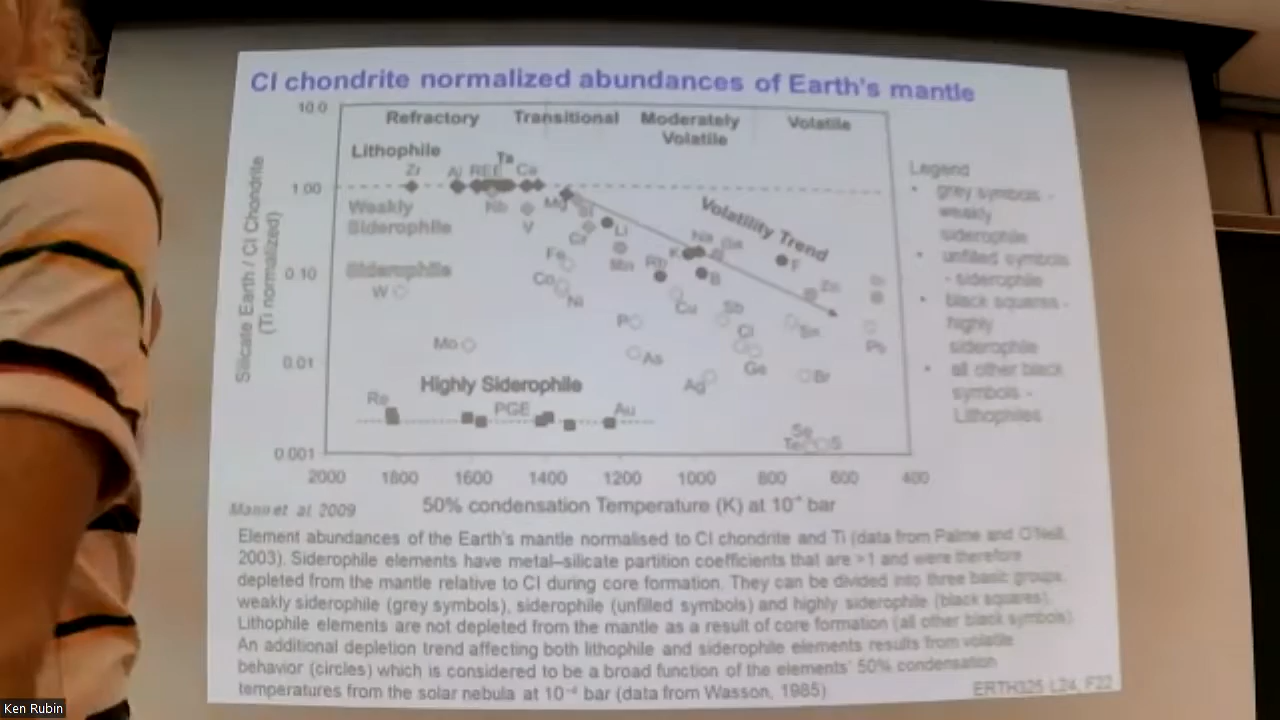 CI chondrite normalized abundances of Earth's mantle
10.0
Refractory Transitional Moderately Volatile Volatile
Lithophile
Zr Al REE Ta Ca
1.00
Weakly Siderophile
Nb V Mg Si Cr Li
Volatility Trend
Siderophile
Fe Mn Rb K Na Ga B F Zn In
0.10
W Co Ni Cu Sb
P Cl Sn Pb
Mo As Ge
0.01
Ag Br
Highly Siderophile
Re PGE Au
Se
Te S
0.001
2000 1800 1600 1400 1200 1000 800 600 400
50% condensation Temperature (K) at 10⁻⁴ bar
Silicate Earth / CI Chondrite
(Ti normalized)
Legend
• grey symbols -
weakly
siderophile
• unfilled symbols
- siderophile
• black squares -
highly
siderophile
• all other black
symbols -
Lithophiles
Mann et al. 2009
Element abundances of the Earth's mantle normalised to CI chondrite and Ti (data from Palme and O'Neill,
2003). Siderophile elements have metal–silicate partition coefficients that are >1 and were therefore
depleted from the mantle relative to CI during core formation. They can be divided into three basic groups:
weakly siderophile (grey symbols), siderophile (unfilled symbols) and highly siderophile (black squares).
Lithophile elements are not depleted from the mantle as a result of core formation (all other black symbols)
An additional depletion trend affecting both lithophile and siderophile elements results from volatile
behavior (circles) which is considered to be a broad function of the elements' 50% condensation
temperatures from the solar nebula at 10⁻⁴ bar (data from Wasson, 1985)
ERTH325 L24, F22
Ken Rubin